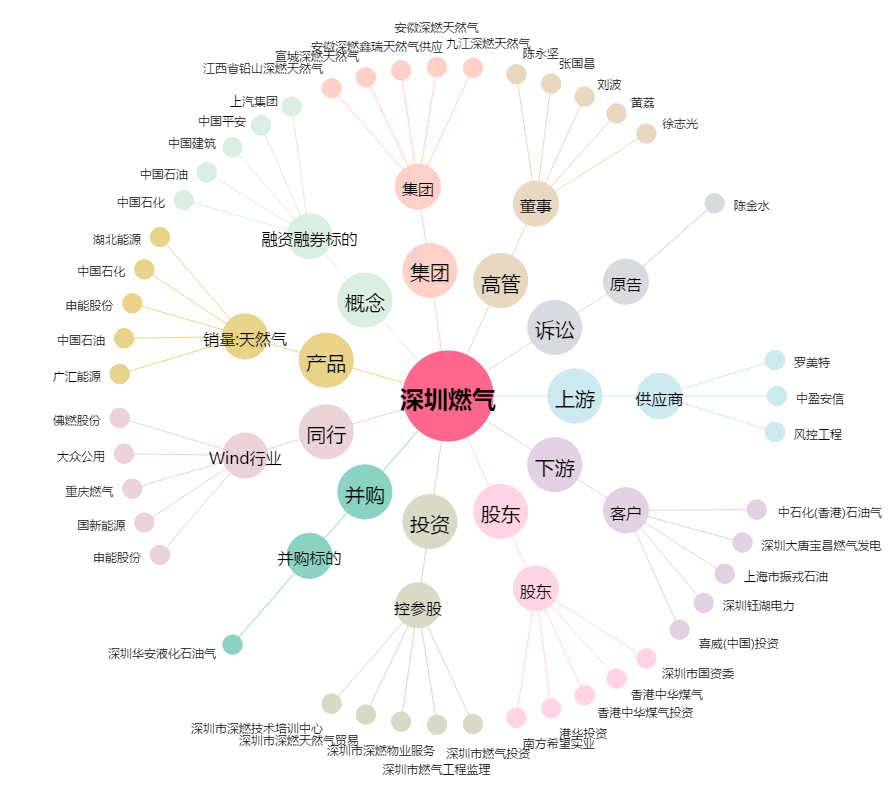 安徽深燃天然气
安徽深燃鑫瑞天然气供应
九江深燃天然气
宣城深燃天然气
江西省铅山深燃天然气
陈永坚
张国昌
刘波
黄荔
徐志光
上汽集团
中国平安
中国建筑
中国石油
中国石化
集团
董事
陈金水
融资融券标的
湖北能源
集团
高管
原告
中国石化
概念
申能股份
诉讼
中国石油
销量:天然气
产品
罗美特
广汇能源
深圳燃气
上游
供应商
中盈安信
佛燃股份
同行
风控工程
大众公用
Wind行业
下游
重庆燃气
并购
国新能源
投资
股东
客户
中石化(香港)石油气
申能股份
并购标的
深圳大唐宝昌燃气发电
上海市振戎石油
控参股
股东
深圳钰湖电力
深圳华安液化石油气
喜威(中国)投资
深圳市国资委
香港中华煤气
香港中华煤气投资
港华投资
南方希望实业
深圳市深燃技术培训中心
深圳市深燃天然气贸易
深圳市深燃物业服务
深圳市燃气投资
深圳市燃气工程监理